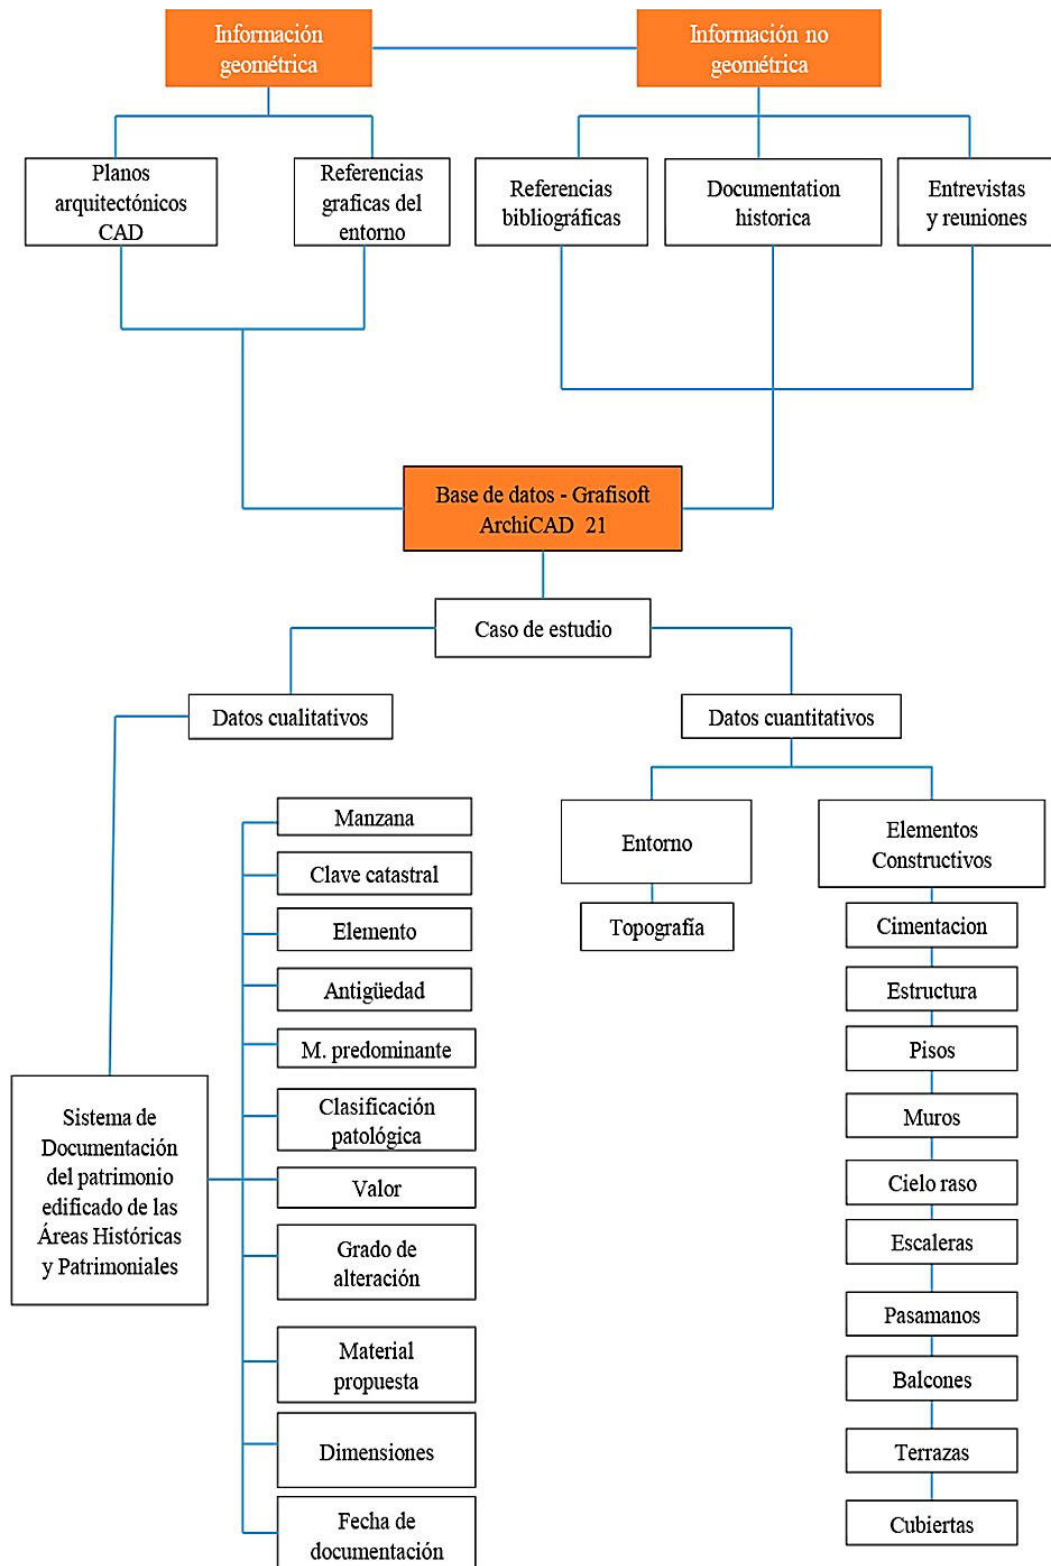 Información
geométrica
Información no
geométrica
Planos
arquitectónicos
CAD
Referencias
graficas del
entorno
Referencias
bibliográficas
Documentation
historica
Entrevistas
y reuniones
Base de datos - Grafisoft
ArchiCAD 21
Caso de estudio
Datos cualitativos
Datos cuantitativos
Sistema de
Documentación
del patrimonio
edificado de las
Áreas Históricas
y Patrimoniales
Manzana
Clave catastral
Elemento
Antigüedad
M. predominante
Clasificación
patológica
Valor
Grado de
alteración
Material
propuesta
Dimensiones
Fecha de
documentación
Entorno
Topografía
Elementos
Constructivos
Cimentacion
Estructura
Pisos
Muros
Cielo raso
Escaleras
Pasamanos
Balcones
Terrazas
Cubiertas